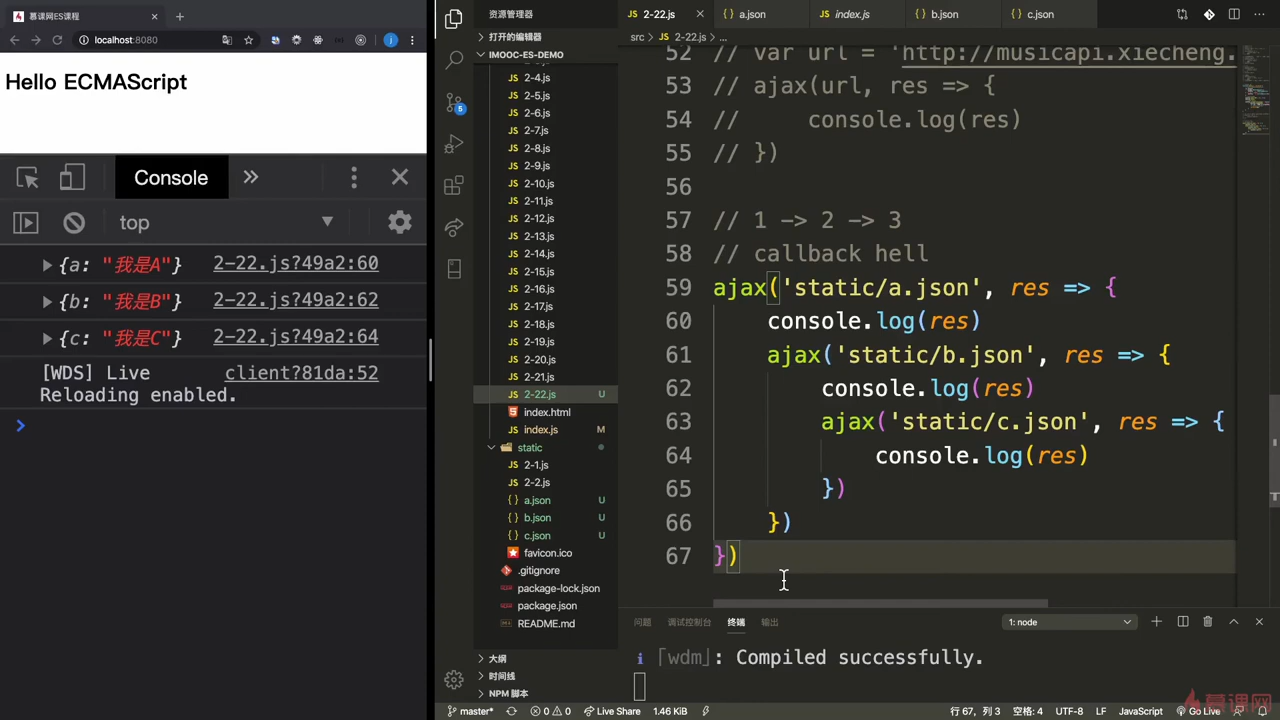 慕课网ES课程
localhost:8080
Hello ECMAScript
Console
top
{a: "我是A"} 2-22.js?49a2:60
{b: "我是B"} 2-22.js?49a2:62
{c: "我是C"} 2-22.js?49a2:64
[WDS] Live client?81da:52
Reloading enabled.
资源管理器
打开的编辑器
IMOOC-ES-DEMO
2-4.js
2-5.js
2-6.js
2-7.js
2-8.js
2-9.js
2-10.js
2-11.js
2-12.js
2-13.js
2-14.js
2-15.js
2-16.js
2-17.js
2-18.js
2-19.js
2-20.js
2-21.js
2-22.js U
index.html
index.js M
static
2-1.js
2-2.js
a.json U
b.json U
c.json U
favicon.ico
.gitignore
package-lock.json
package.json
README.md
大纲
时间线
NPM 脚本
2-22.js a.json index.js b.json c.json
src > 2-22.js > ...
52 // var url = 'http://musicapi.xiecheng.
53 // ajax(url, res => {
54 //     console.log(res)
55 // })
56
57 // 1 -> 2 -> 3
58 // callback hell
59 ajax('static/a.json', res => {
60     console.log(res)
61     ajax('static/b.json', res => {
62         console.log(res)
63         ajax('static/c.json', res => {
64             console.log(res)
65         })
66     })
67 })
问题 调试控制台 终端 输出 1: node
i 「wdm」: Compiled successfully.
慕课网
master* 0 0 Live Share 1.46 KiB 行 67, 列 3 空格: 4 UTF-8 LF JavaScript Go Live